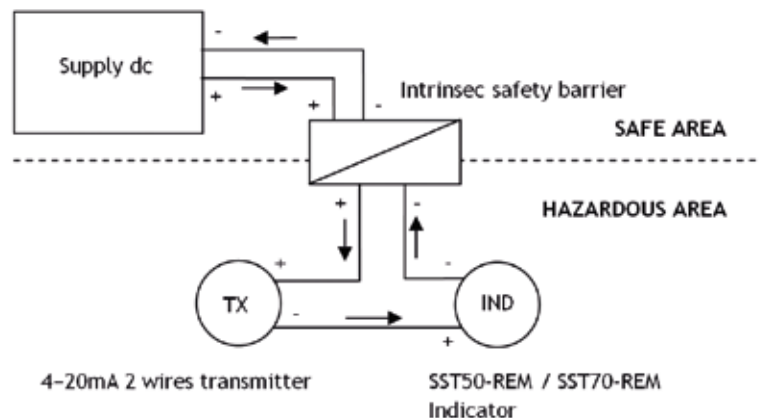 -
Supply dc
+
+
-
Intrinsec safety barrier
SAFE AREA
+
-
HAZARDOUS AREA
+
-
TX
IND
-
+
4-20mA 2 wires transmitter
SST50-REM / SST70-REM
Indicator